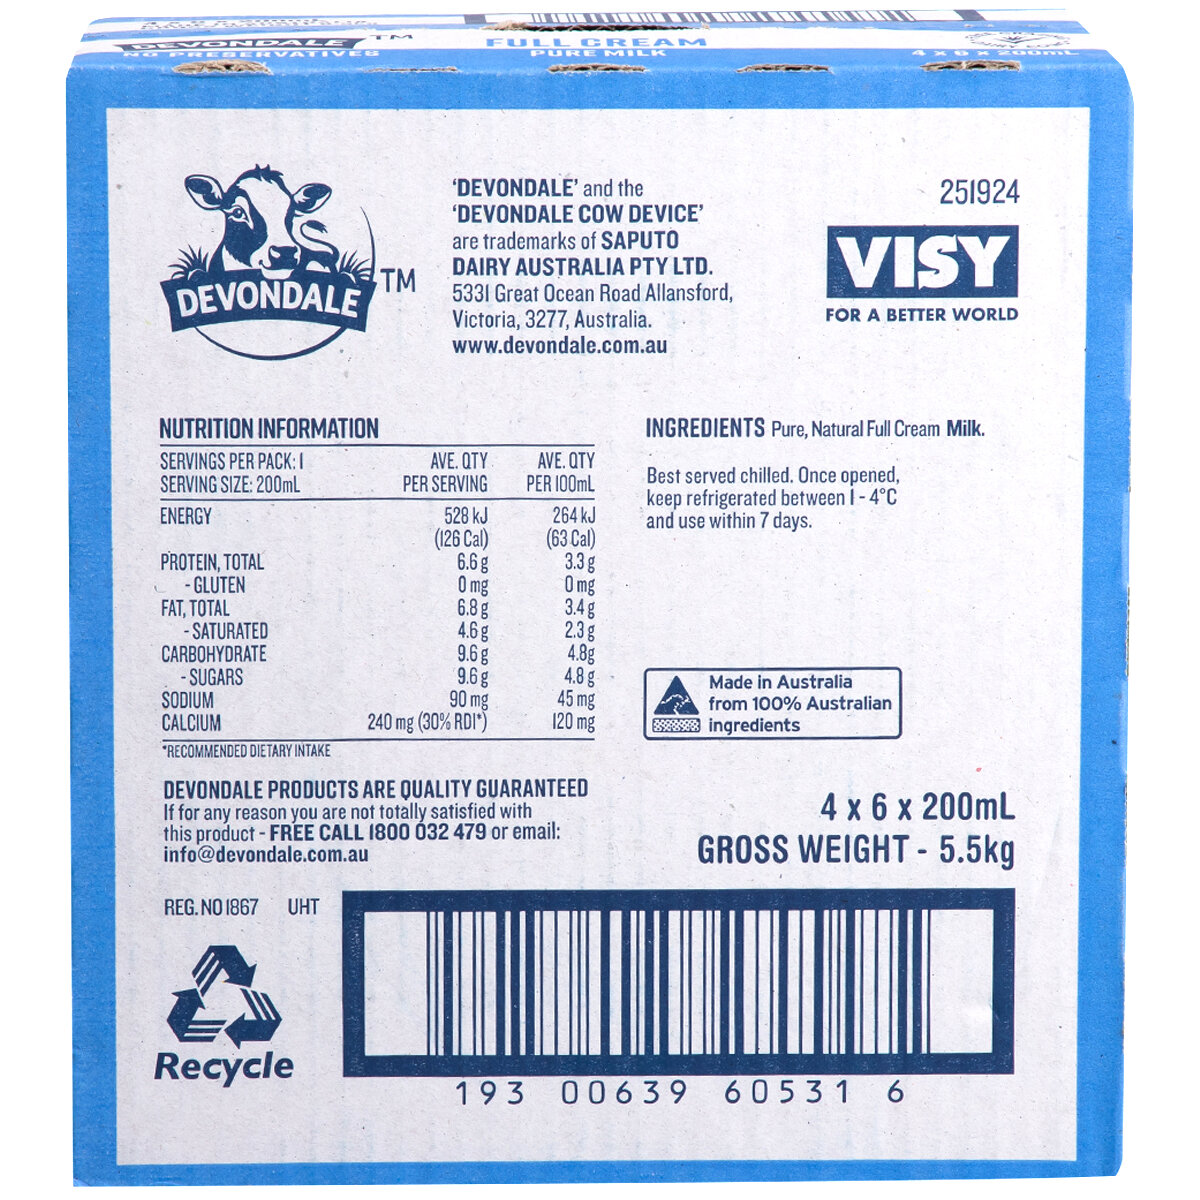 DEVONDALE TM
NO PRESERVATIVES
FULL CREAM
PURE MILK
4 x 6 x 200mL
DEVONDALE TM
'DEVONDALE' and the
'DEVONDALE COW DEVICE'
are trademarks of SAPUTO
DAIRY AUSTRALIA PTY LTD.
5331 Great Ocean Road Allansford,
Victoria, 3277, Australia.
www.devondale.com.au
251924
VISY
FOR A BETTER WORLD
NUTRITION INFORMATION
SERVINGS PER PACK: 1 AVE. QTY AVE. QTY
SERVING SIZE: 200mL PER SERVING PER 100mL
ENERGY 528 kJ 264 kJ
(126 Cal) (63 Cal)
PROTEIN, TOTAL 6.6 g 3.3 g
- GLUTEN 0 mg 0 mg
FAT, TOTAL 6.8 g 3.4 g
- SATURATED 4.6 g 2.3 g
CARBOHYDRATE 9.6 g 4.8g
- SUGARS 9.6 g 4.8 g
SODIUM 90 mg 45 mg
CALCIUM 240 mg (30% RDI*) 120 mg
*RECOMMENDED DIETARY INTAKE
INGREDIENTS Pure, Natural Full Cream Milk.
Best served chilled. Once opened,
keep refrigerated between 1 - 4°C
and use within 7 days.
Made in Australia
from 100% Australian
ingredients
DEVONDALE PRODUCTS ARE QUALITY GUARANTEED
If for any reason you are not totally satisfied with
this product - FREE CALL 1800 032 479 or email:
info@devondale.com.au
4 x 6 x 200mL
GROSS WEIGHT - 5.5kg
REG. NO 1867 UHT
Recycle
193 00639 60531 6